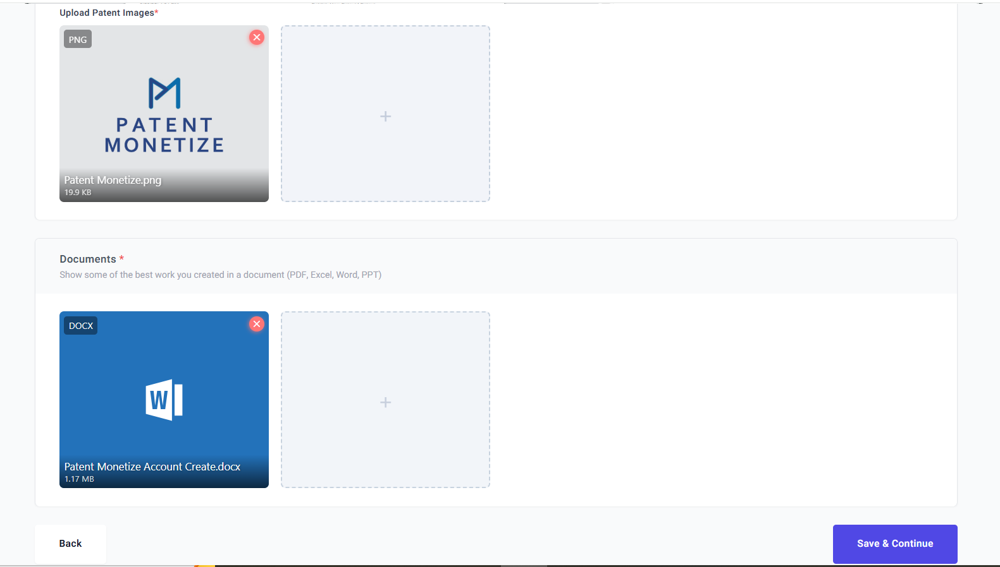 Upload Patent Images*
PNG
PATENT
MONETIZE
Patent Monetize.png
19.9 KB
Documents *
Show some of the best work you created in a document (PDF, Excel, Word, PPT)
DOCX
W
Patent Monetize Account Create.docx
1.17 MB
Back
Save & Continue